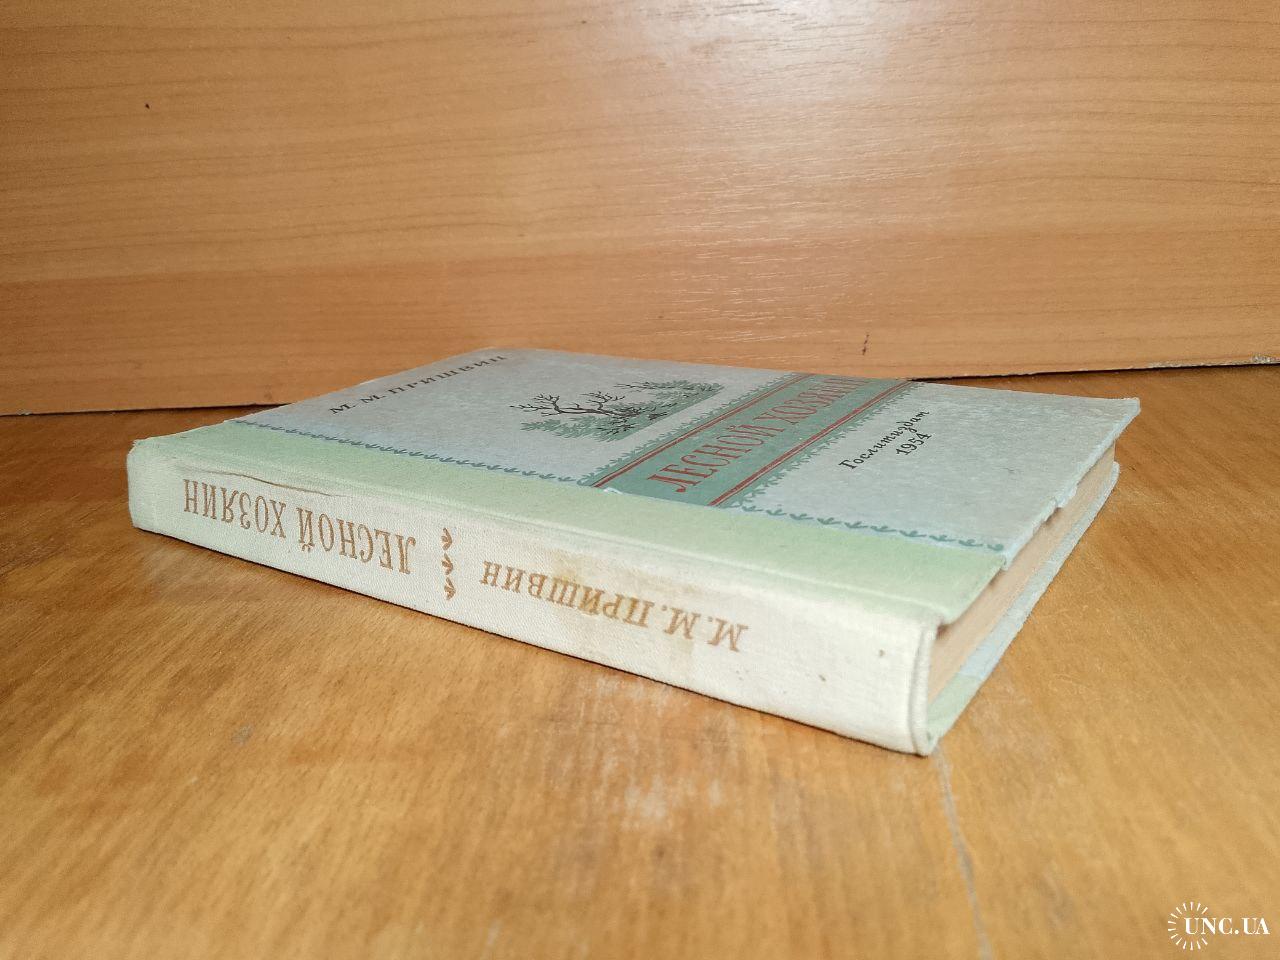 М. М. ПРИШВИН
ЛЕСНОЙ ХОЗЯИН
Гослитиздат
1954
М. М. ПРИШВИН
ЛЕСНОЙ ХОЗЯИН
UNC.UA